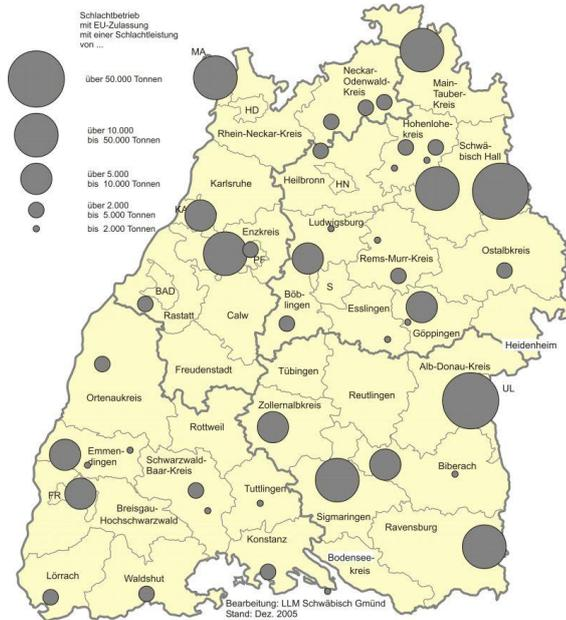 Schlachtbetrieb
mit EU-Zulassung
mit einer Schlachtleistung
von ...
über 50.000 Tonnen
über 10.000
bis 50.000 Tonnen
über 5.000
bis 10.000 Tonnen
über 2.000
bis 5.000 Tonnen
bis 2.000 Tonnen
MA
HD
Rhein-Neckar-Kreis
Neckar-
Odenwald-
Kreis
Main-
Tauber-
Kreis
Hohenlohe-
kreis
Schwä-
bisch Hall
Karlsruhe
Heilbronn
HN
KA
Enzkreis
PF
Ludwigsburg
Rems-Murr-Kreis
Ostalbkreis
BAD
Rastatt
Calw
Böb-
lingen
S
Esslingen
Göppingen
Heidenheim
Freudenstadt
Tübingen
Reutlingen
Alb-Donau-Kreis
UL
Ortenaukreis
Rottweil
Zollernalbkreis
Emmen-
dingen
Schwarzwald-
Baar-Kreis
Tuttlingen
Sigmaringen
Biberach
FR
Breisgau-
Hochschwarzwald
Konstanz
Ravensburg
Bodensee-
kreis
Lörrach
Waldshut
Bearbeitung: LLM Schwäbisch Gmünd
Stand: Dez. 2005